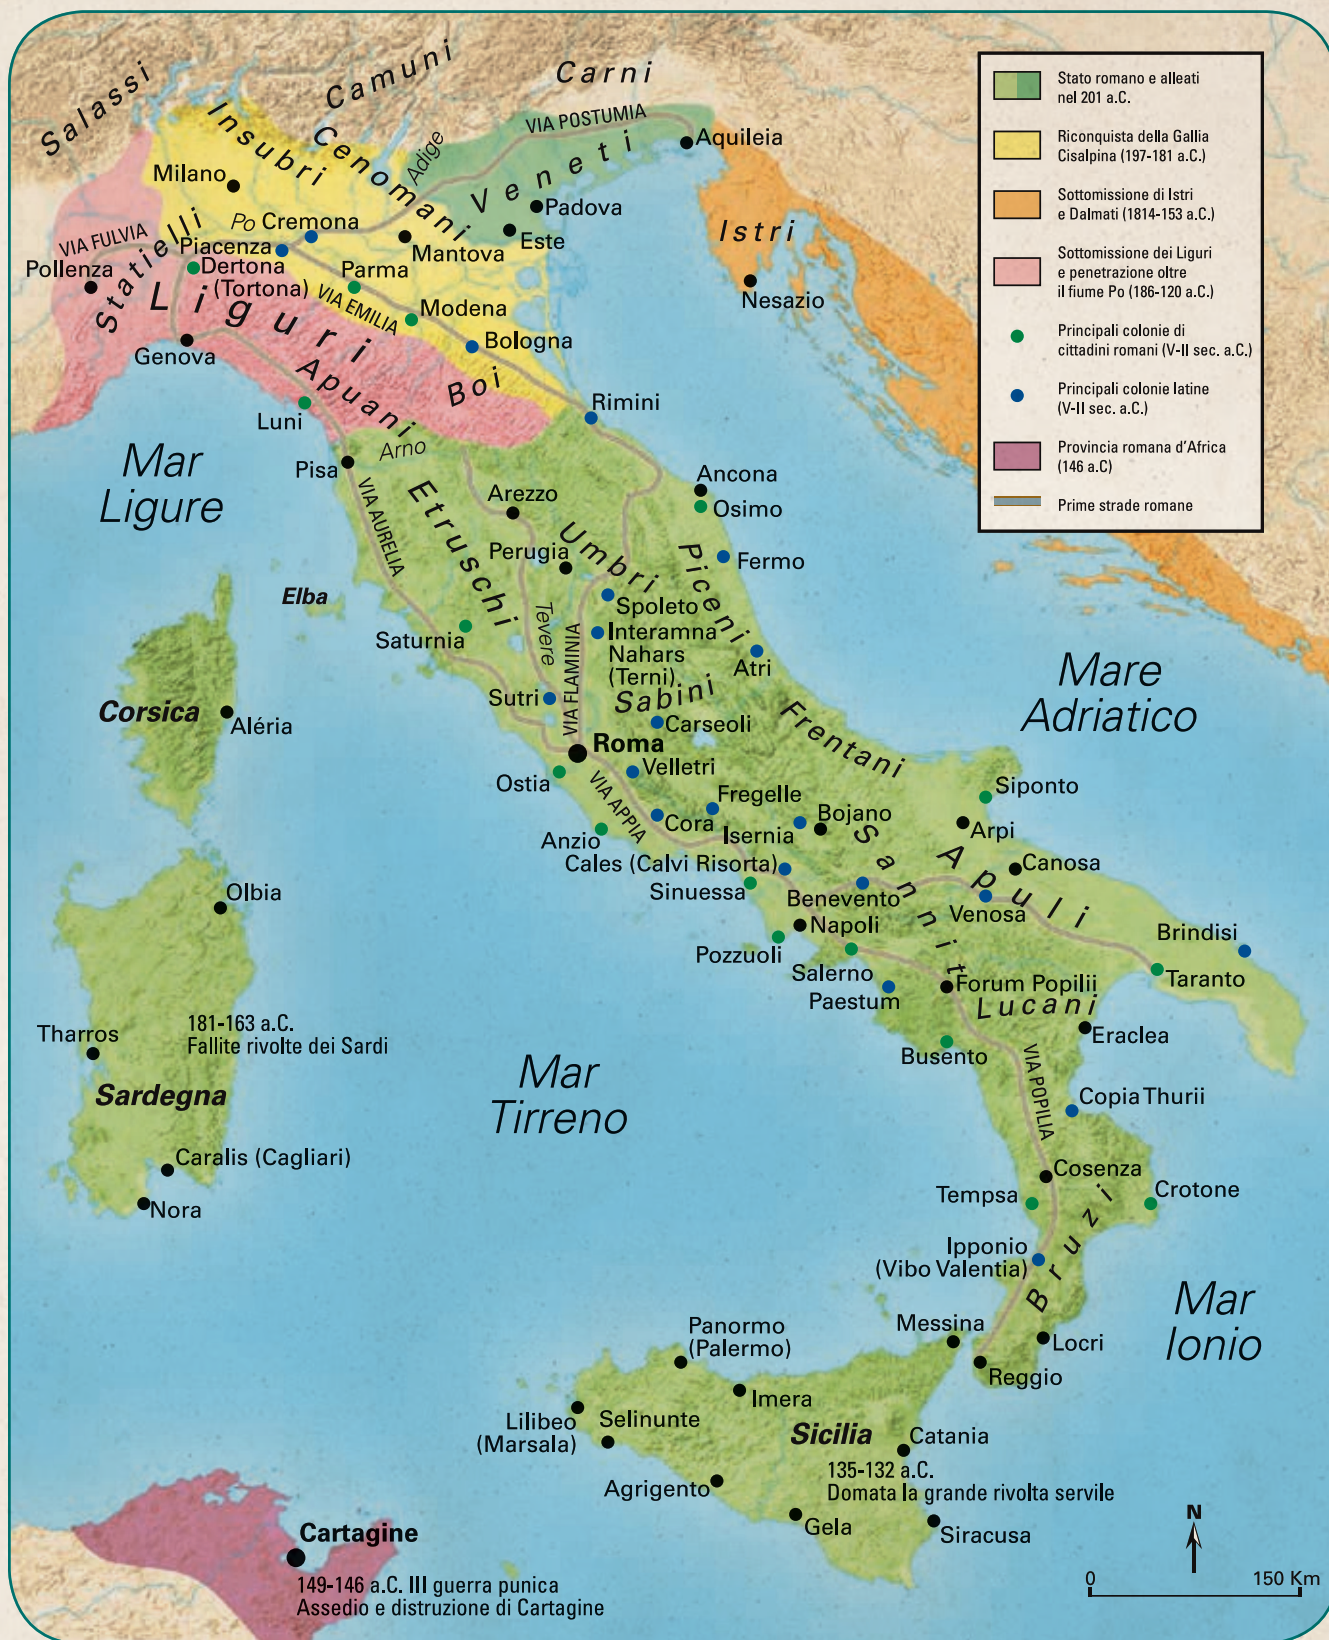 Salassi
Camuni
Carni
Insubri
Cenomani
Adige
VIA POSTUMIA
Veneti
Aquileia
Milano
Padova
Po
Cremona
Este
Istri
Statielli
VIA FULVIA
Piacenza
Mantova
Pollenza
Dertona
(Tortona)
Parma
VIA EMILIA
Modena
Nesazio
Liguri
Genova
Bologna
Apuani
Boi
Luni
Rimini
Arno
Pisa
Mar
Ligure
VIA AURELIA
Etruschi
Arezzo
Ancona
Osimo
Perugia
Umbri
Piceni
Fermo
Elba
Tevere
Spoleto
Saturnia
VIA FLAMINIA
Interamna
Nahars
(Terni)
Atri
Mare
Adriatico
Sutri
Sabini
Corsica
Aléria
Carseoli
Frentani
Roma
Ostia
Velletri
VIA APPIA
Fregelle
Siponto
Cora
Bojano
Arpi
Anzio
Isernia
Sanniti
Apuli
Canosa
Cales (Calvi Risorta)
Sinuessa
Olbia
Benevento
Venosa
Napoli
Brindisi
Pozzuoli
Salerno
Taranto
Paestum
Forum Popilii
Lucani
181-163 a.C.
Fallite rivolte dei Sardi
Tharros
Eraclea
Busento
Sardegna
Mar
Tirreno
VIA POPILIA
Copia Thurii
Caralis (Cagliari)
Cosenza
Nora
Tempsa
Crotone
Ipponio
(Vibo Valentia)
Bruzi
Mar
Ionio
Messina
Locri
Reggio
Panormo
(Palermo)
Imera
Lilibeo
(Marsala)
Selinunte
Sicilia
Catania
135-132 a.C.
Domata la grande rivolta servile
Agrigento
Gela
Siracusa
Cartagine
149-146 a.C. III guerra punica
Assedio e distruzione di Cartagine
N
0
150 Km
Stato romano e alleati
nel 201 a.C.
Riconquista della Gallia
Cisalpina (197-181 a.C.)
Sottomissione di Istri
e Dalmati (1814-153 a.C.)
Sottomissione dei Liguri
e penetrazione oltre
il fiume Po (186-120 a.C.)
Principali colonie di
cittadini romani (V-II sec. a.C.)
Principali colonie latine
(V-II sec. a.C.)
Provincia romana d'Africa
(146 a.C)
Prime strade romane